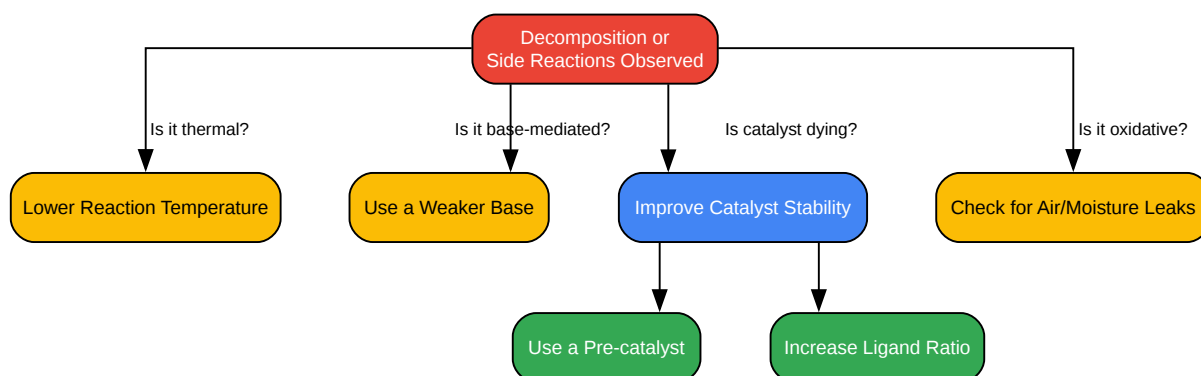 Decomposition or
Side Reactions Observed
Is it thermal?
Is it base-mediated?
Is catalyst dying?
Is it oxidative?
Lower Reaction Temperature
Use a Weaker Base
Improve Catalyst Stability
Check for Air/Moisture Leaks
Use a Pre-catalyst
Increase Ligand Ratio